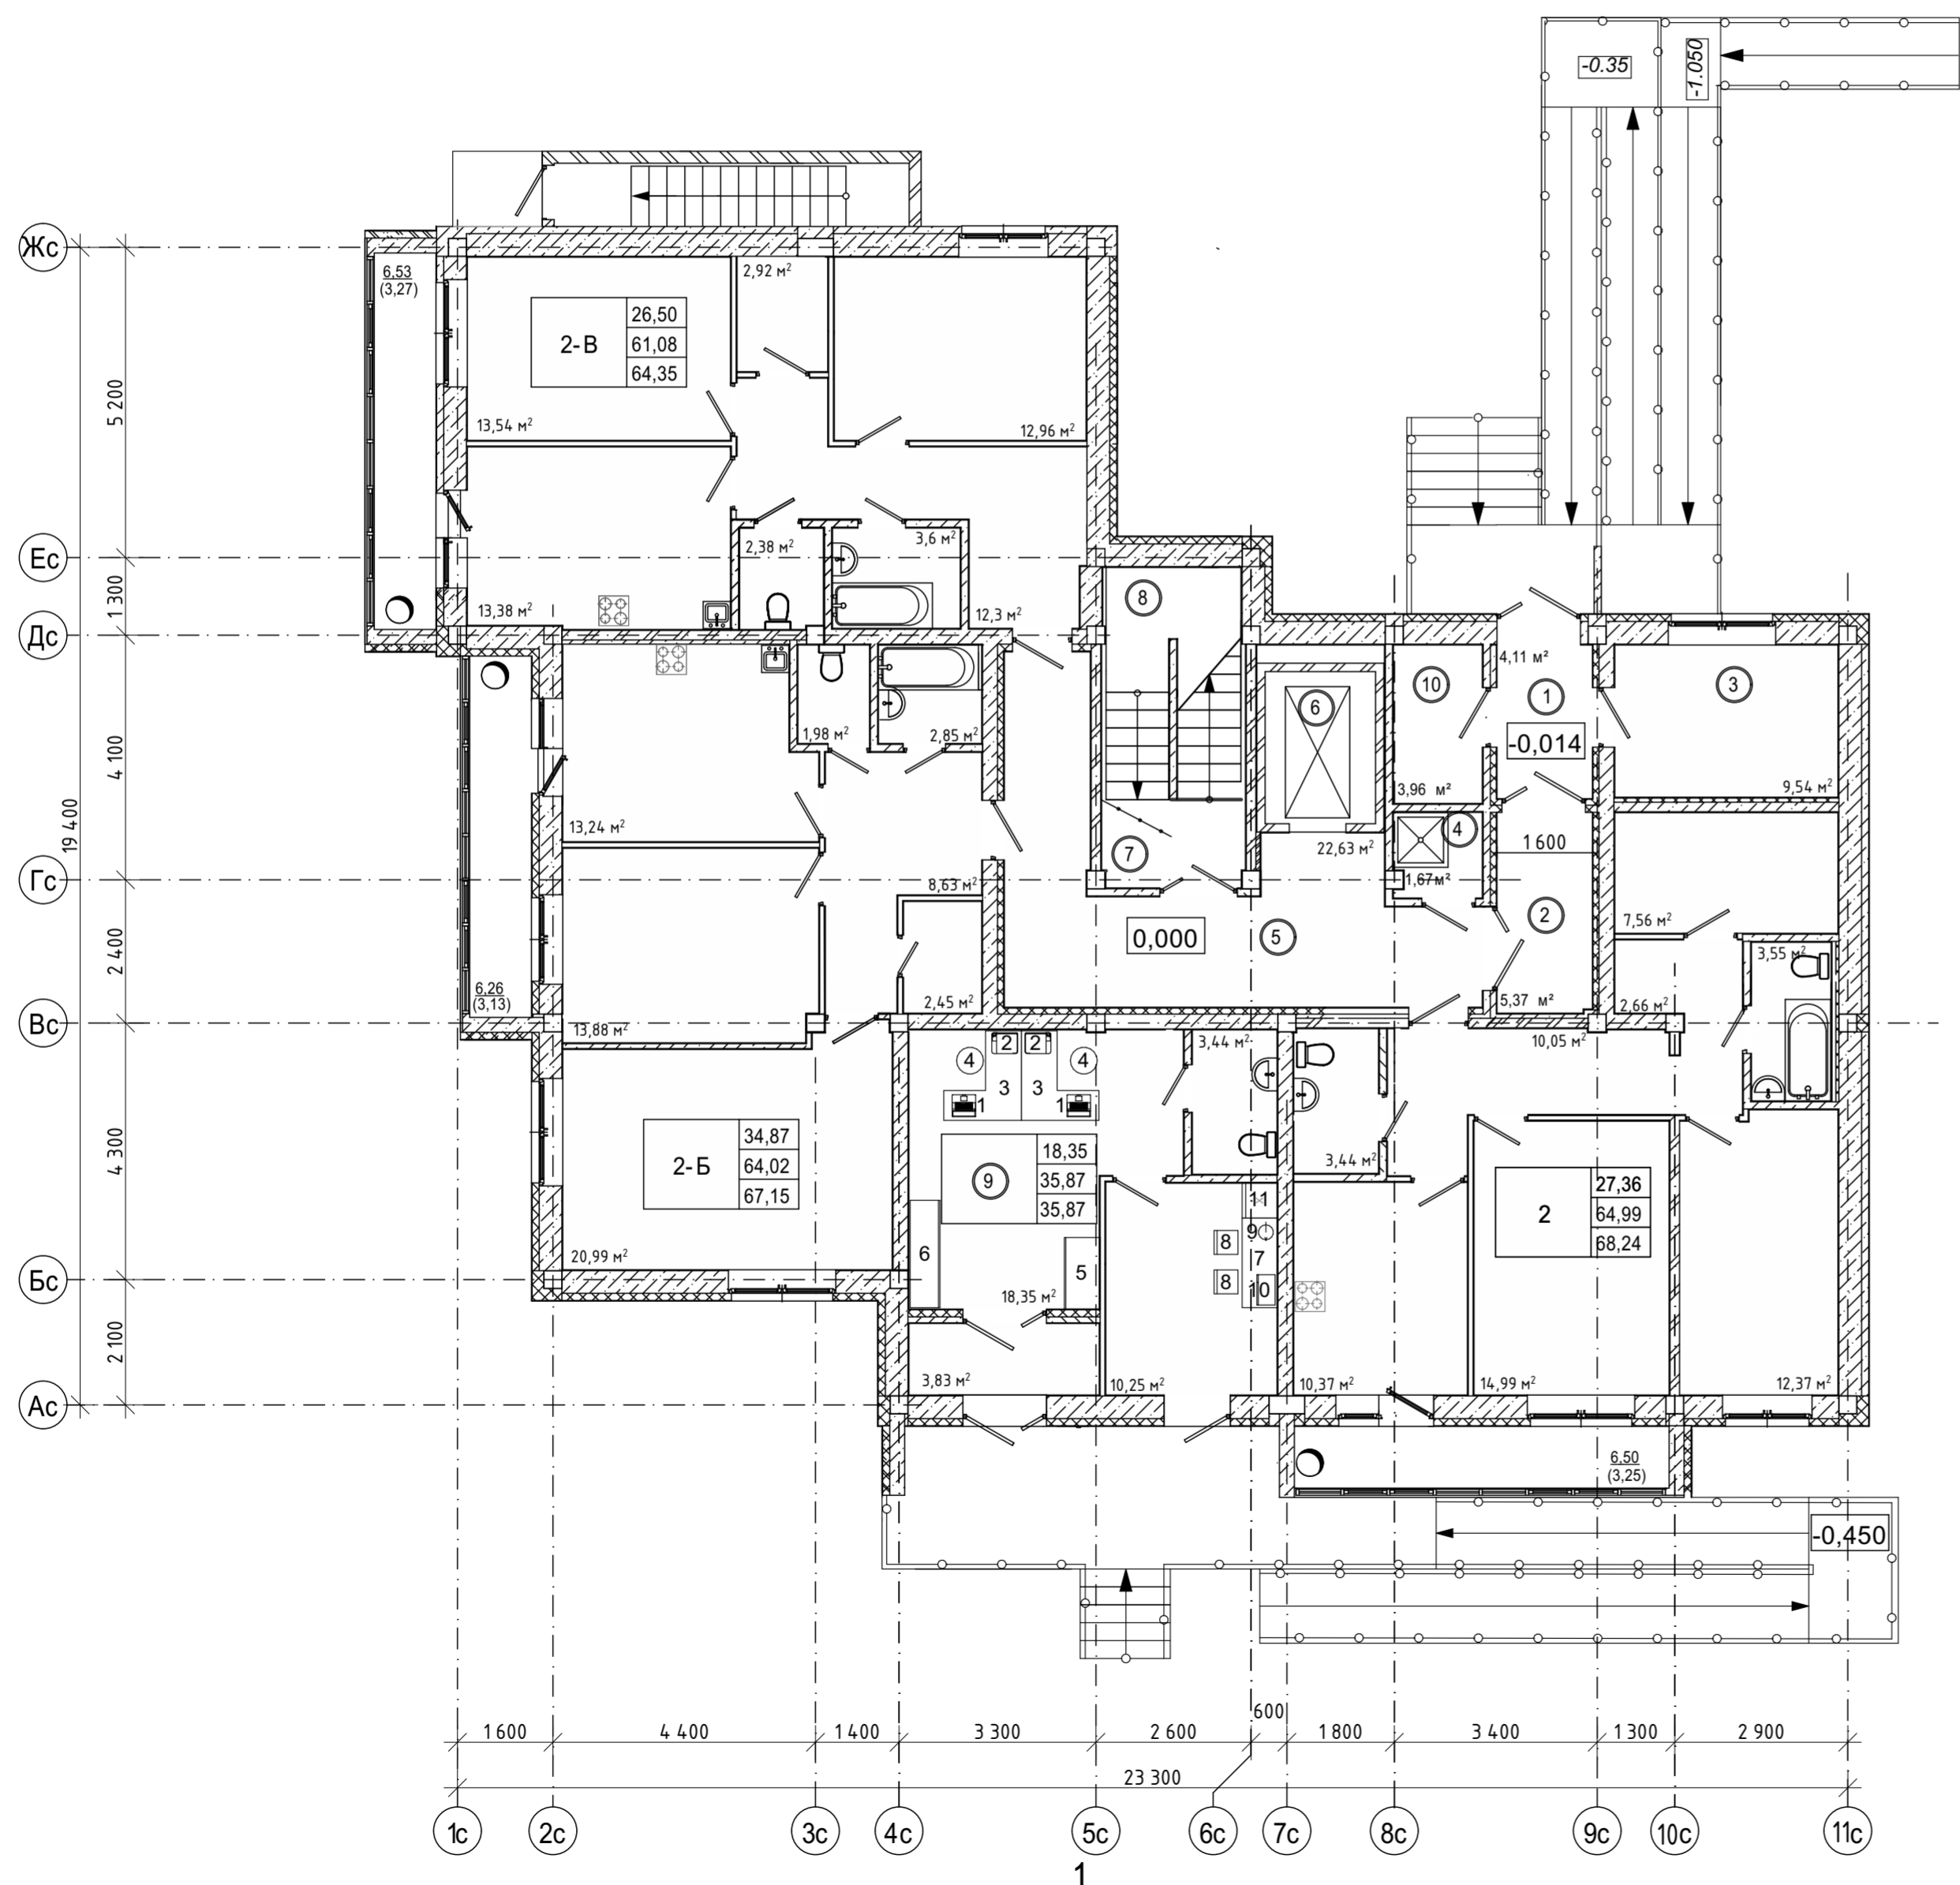 -0.35
-1.050
Жс
6,53
(3,27)
2,92 м²
2-В
26,50
61,08
64,35
5 200
13,54 м²
12,96 м²
Ес
2,38 м²
3,6 м²
1 300
13,38 м²
12,3 м²
8
Дс
4,11 м²
10
1
3
6
-0,014
1,98 м²
2,85 м²
4 100
3,96 м²
9,54 м²
19 400
13,24 м²
4
7
22,63 м²
1 600
Гс
8,63 м²
1,67м²
2
7,56 м²
0,000
5
2 400
3,55 м²
6,26
(3,13)
2,45 м²
5,37 м²
2,66 м²
Вс
13,88 м²
3,44 м²
10,05 м²
4
2
2
4
3
3
1
1
4 300
2-Б
34,87
64,02
67,15
9
18,35
35,87
35,87
3,44 м²
2
27,36
64,99
68,24
11
9
8
7
6
5
8
10
20,99 м²
Бс
18,35 м²
2 100
3,83 м²
10,25 м²
10,37 м²
14,99 м²
12,37 м²
Ас
6,50
(3,25)
-0,450
600
1 600
4 400
1 400
3 300
2 600
1 800
3 400
1 300
2 900
23 300
1с
2с
3с
4с
5с
6с
7с
8с
9с
10с
11с
1